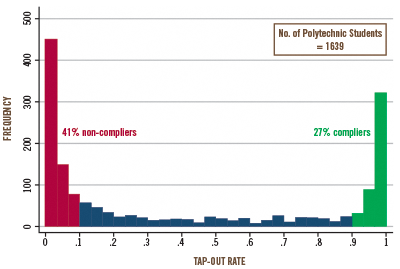 500
400
300
200
100
0
FREQUENCY
No. of Polytechnic Students
= 1639
41% non-compliers
27% compliers
0 .1 .2 .3 .4 .5 .6 .7 .8 .9 1
TAP-OUT RATE